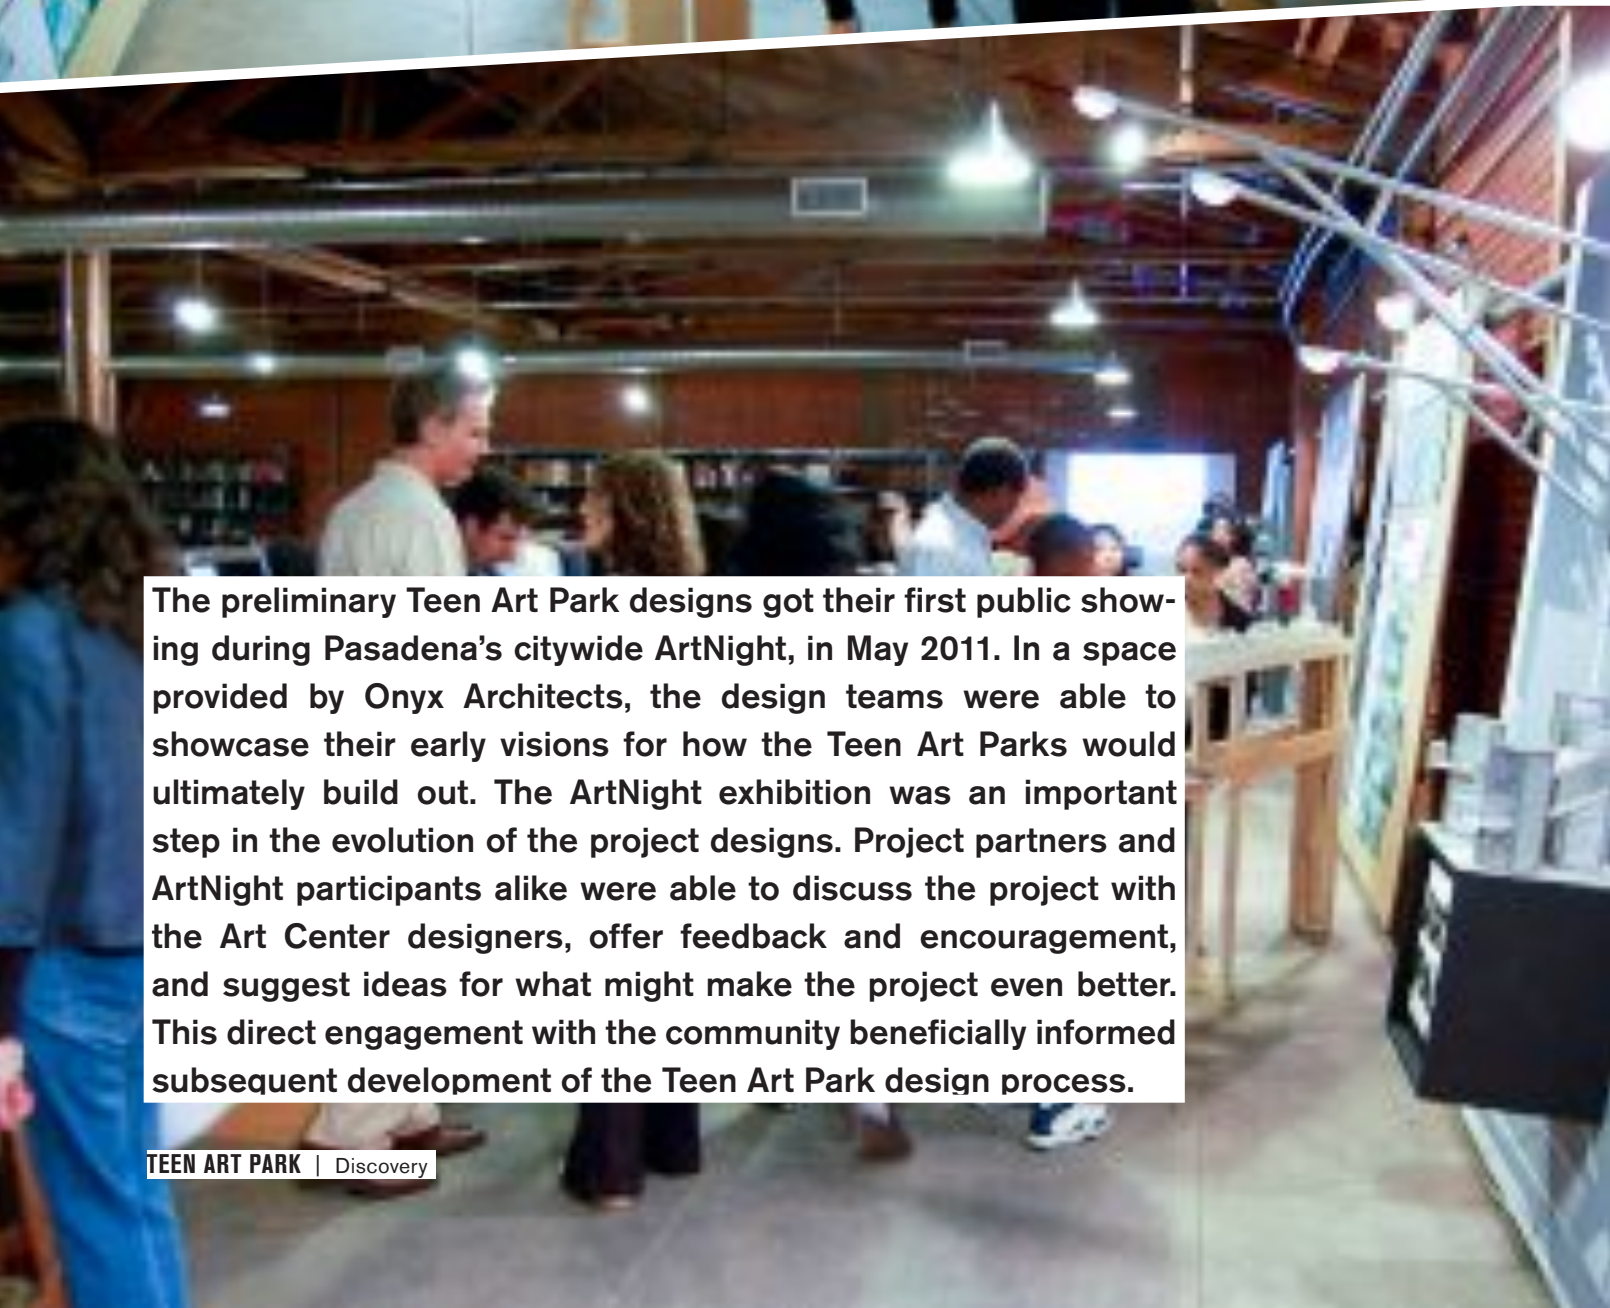 The preliminary Teen Art Park designs got their first public show-
ing during Pasadena’s citywide ArtNight, in May 2011. In a space
provided by Onyx Architects, the design teams were able to
showcase their early visions for how the Teen Art Parks would
ultimately build out. The ArtNight exhibition was an important
step in the evolution of the project designs. Project partners and
ArtNight participants alike were able to discuss the project with
the Art Center designers, offer feedback and encouragement,
and suggest ideas for what might make the project even better.
This direct engagement with the community beneficially informed
subsequent development of the Teen Art Park design process.
TEEN ART PARK | Discovery